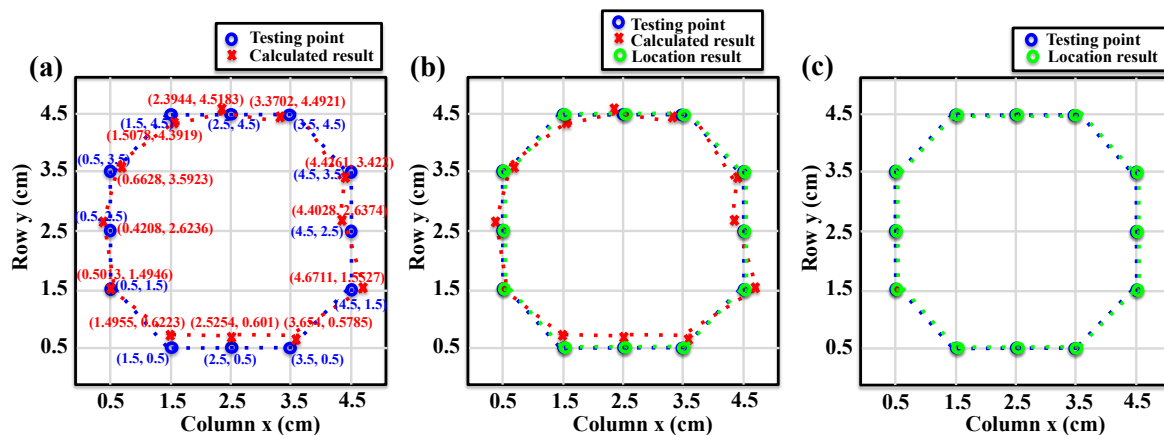 Testing point
Calculated result
(a)
(2.3944, 4.5183)
(3.3702, 4.4921)
(1.5, 4.5)
(2.5, 4.5)
(3.5, 4.5)
(1.5078, 4.3919)
(0.5, 3.5)
(0.6628, 3.5923)
(4.4261, 3.422)
(4.5, 3.5)
(0.5, 2.5)
(0.4208, 2.6236)
(4.4028, 2.6374)
(4.5, 2.5)
(0.5013, 1.4946)
(0.5, 1.5)
(4.6711, 1.5527)
(4.5, 1.5)
(1.4955, 0.6223)
(2.5254, 0.601)
(3.654, 0.5785)
(1.5, 0.5)
(2.5, 0.5)
(3.5, 0.5)
4.5
3.5
2.5
1.5
0.5
Row y (cm)
0.5 1.5 2.5 3.5 4.5
Column x (cm)
Testing point
Calculated result
Location result
(b)
4.5
3.5
2.5
1.5
0.5
Row y (cm)
0.5 1.5 2.5 3.5 4.5
Column x (cm)
Testing point
Location result
(c)
4.5
3.5
2.5
1.5
0.5
Row y (cm)
0.5 1.5 2.5 3.5 4.5
Column x (cm)